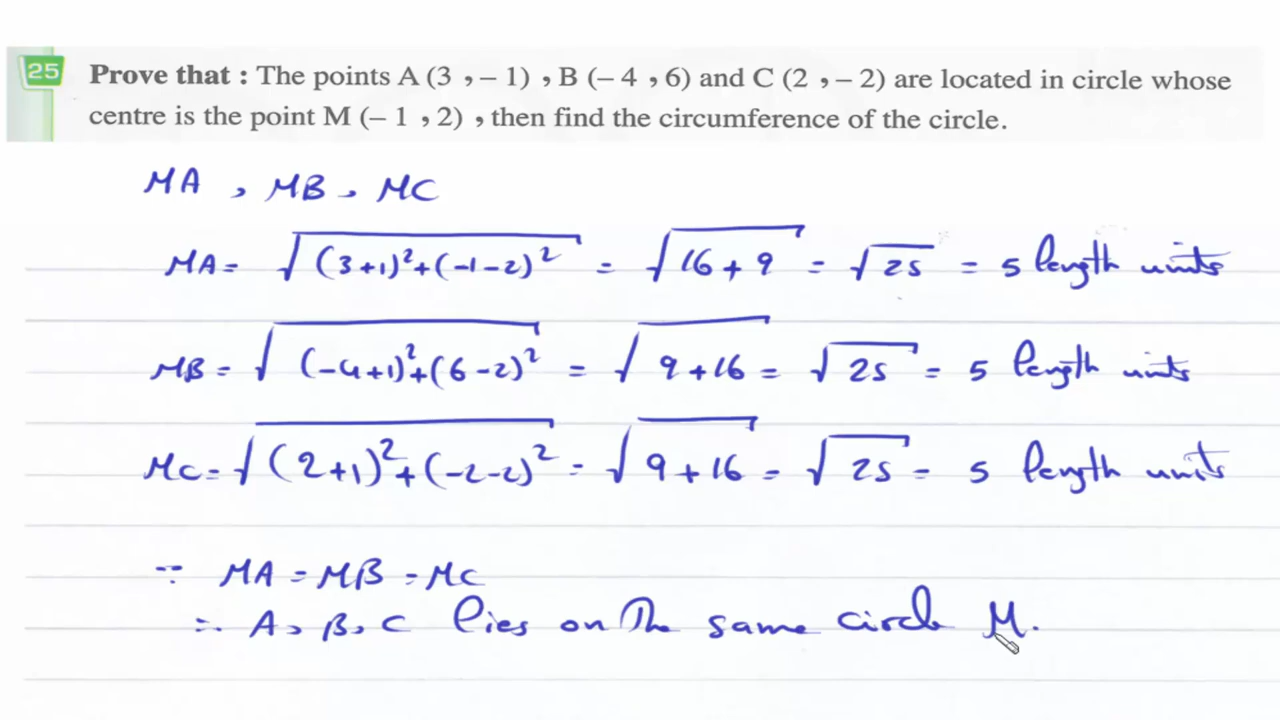 25 Prove that : The points A (3 , – 1) , B (– 4 , 6) and C (2 , – 2) are located in circle whose
centre is the point M (– 1 , 2) , then find the circumference of the circle.
MA , MB , MC
MA = √(3+1)²+(-1-2)² = √16+9 = √25 = 5 length units
MB = √(-4+1)²+(6-2)² = √9+16 = √25 = 5 length units
MC = √(2+1)²+(-2-2)² = √9+16 = √25 = 5 length units
∵ MA = MB = MC
∴ A, B, C lies on The same circle M.